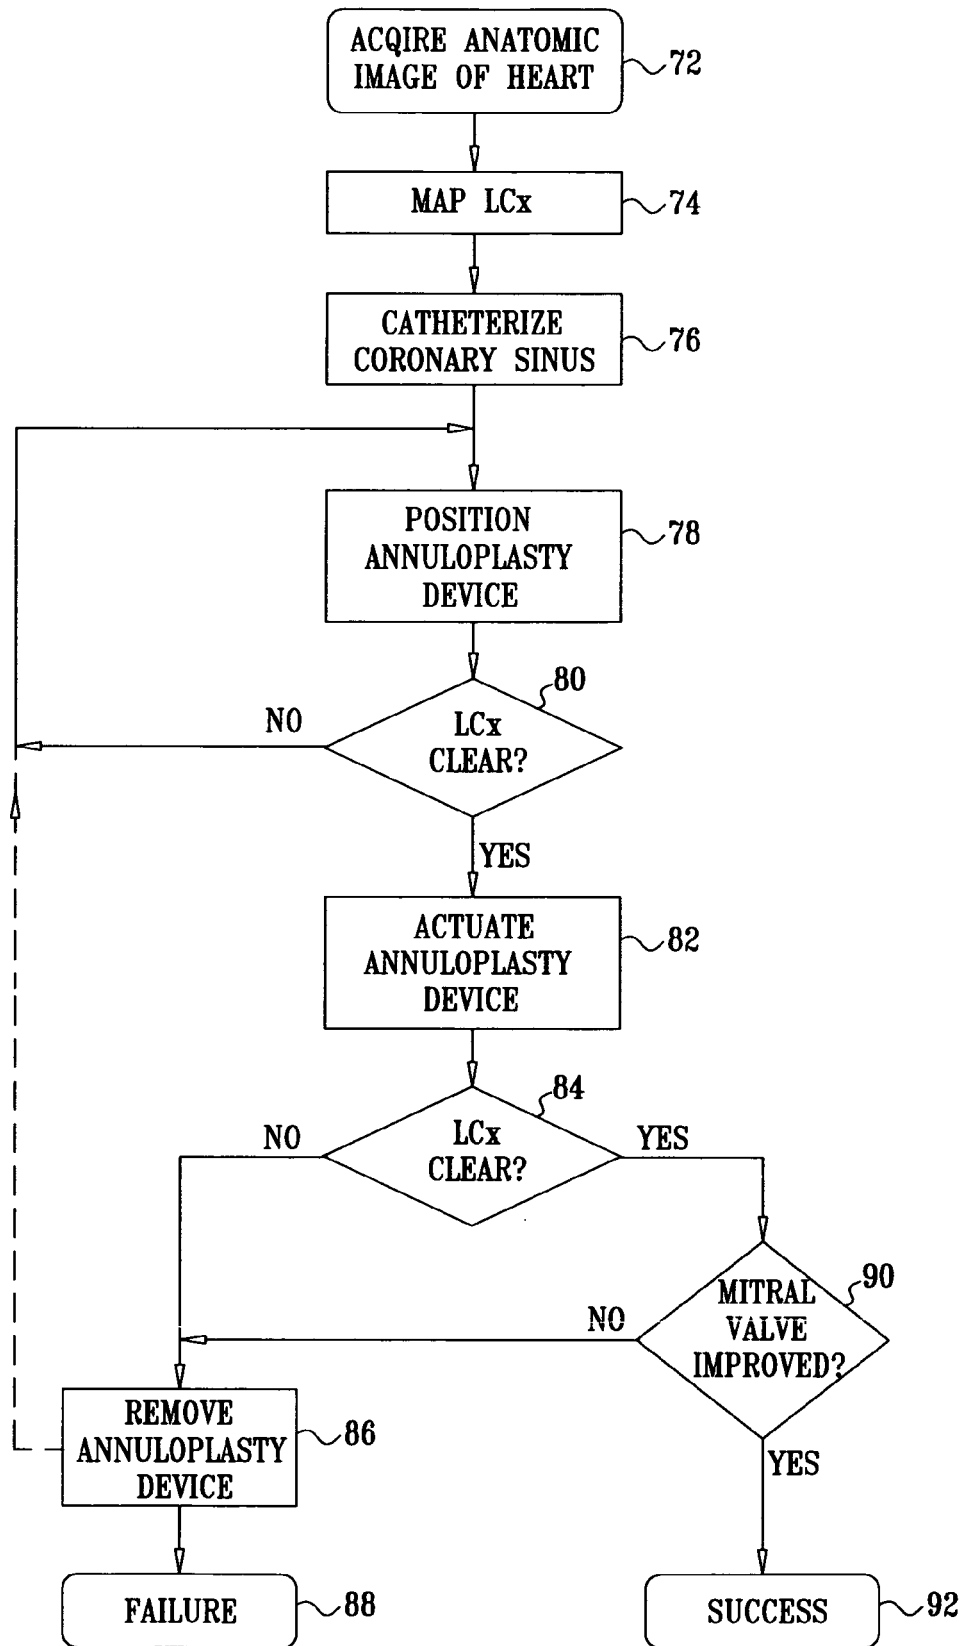 ACQIRE ANATOMIC
IMAGE OF HEART
72
MAP LCx
74
CATHETERIZE
CORONARY SINUS
76
POSITION
ANNULOPLASTY
DEVICE
78
80
LCx
CLEAR?
NO
YES
ACTUATE
ANNULOPLASTY
DEVICE
82
84
LCx
CLEAR?
NO
YES
90
MITRAL
VALVE
IMPROVED?
NO
YES
REMOVE
ANNULOPLASTY
DEVICE
86
FAILURE
88
SUCCESS
92